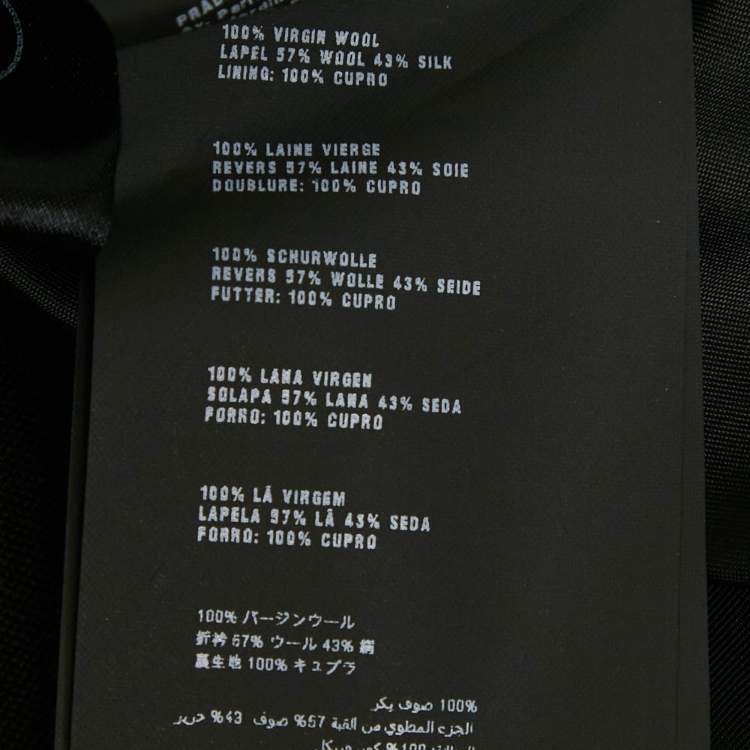 100% VIRGIN WOOL
LAPEL 57% WOOL 43% SILK
LINING: 100% CUPRO
100% LAINE VIERGE
REVERS 57% LAINE 43% SOIE
DOUBLURE: 100% CUPRO
100% SCHURWOLLE
REVERS 57% WOLLE 43% SEIDE
FUTTER: 100% CUPRO
100% LANA VIRGEN
SOLAPA 57% LANA 43% SEDA
FORRO: 100% CUPRO
100% LÃ VIRGEM
LAPELA 57% LÃ 43% SEDA
FORRO: 100% CUPRO
100% バージンウール
折衿 57% ウール 43% 絹
裏生地 100% キュプラ
100% صوف بكر
الجزء المطوي من القبة 57% صوف 43% حرير